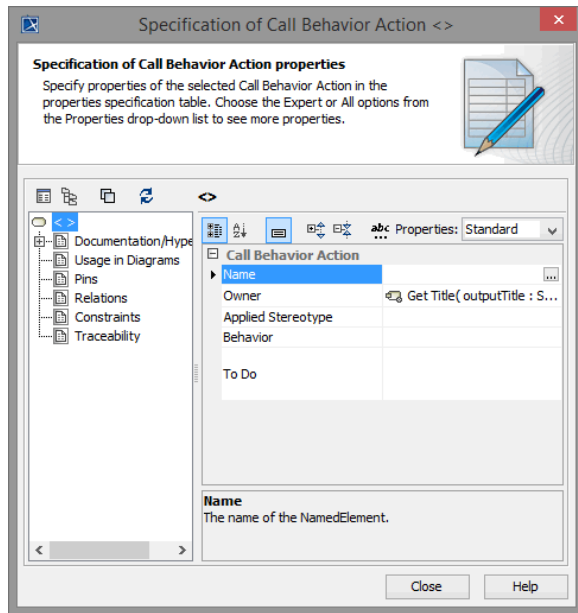 Specification of Call Behavior Action <>
Specification of Call Behavior Action properties
Specify properties of the selected Call Behavior Action in the
properties specification table. Choose the Expert or All options from
the Properties drop-down list to see more properties.
<>
< >
Documentation/Hype
Usage in Diagrams
Pins
Relations
Constraints
Traceability
abc Properties: Standard
Call Behavior Action
Name ...
Owner Get Title( outputTitle : S...
Applied Stereotype
Behavior
To Do
Name
The name of the NamedElement.
Close Help